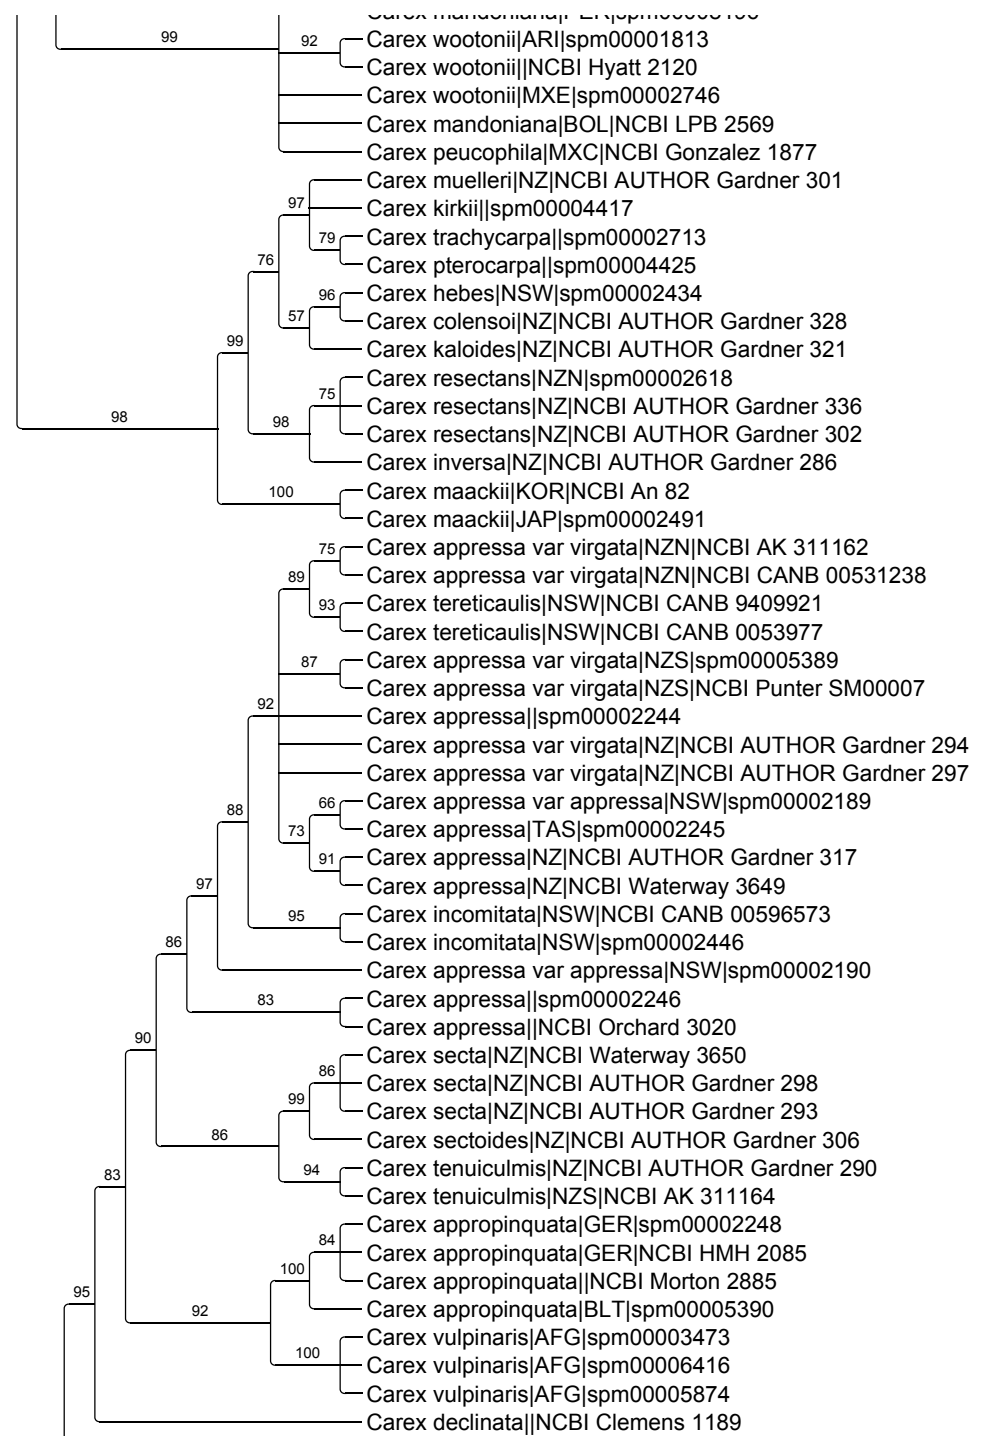 99
92
Carex wootonii|ARI|spm00001813
Carex wootonii||NCBI Hyatt 2120
Carex wootonii|MXE|spm00002746
Carex mandoniana|BOL|NCBI LPB 2569
Carex peucophila|MXC|NCBI Gonzalez 1877
Carex muelleri|NZ|NCBI AUTHOR Gardner 301
97
Carex kirkii||spm00004417
79
Carex trachycarpa||spm00002713
Carex pterocarpa||spm00004425
76
96
Carex hebes|NSW|spm00002434
57
Carex colensoi|NZ|NCBI AUTHOR Gardner 328
99
Carex kaloides|NZ|NCBI AUTHOR Gardner 321
Carex resectans|NZN|spm00002618
75
Carex resectans|NZ|NCBI AUTHOR Gardner 336
98
98
Carex resectans|NZ|NCBI AUTHOR Gardner 302
Carex inversa|NZ|NCBI AUTHOR Gardner 286
100
Carex maackii|KOR|NCBI An 82
Carex maackii|JAP|spm00002491
75
Carex appressa var virgata|NZN|NCBI AK 311162
89
Carex appressa var virgata|NZN|NCBI CANB 00531238
93
Carex tereticaulis|NSW|NCBI CANB 9409921
Carex tereticaulis|NSW|NCBI CANB 0053977
87
Carex appressa var virgata|NZS|spm00005389
Carex appressa var virgata|NZS|NCBI Punter SM00007
92
Carex appressa||spm00002244
Carex appressa var virgata|NZ|NCBI AUTHOR Gardner 294
Carex appressa var virgata|NZ|NCBI AUTHOR Gardner 297
88
66
Carex appressa var appressa|NSW|spm00002189
73
Carex appressa|TAS|spm00002245
91
Carex appressa|NZ|NCBI AUTHOR Gardner 317
97
Carex appressa|NZ|NCBI Waterway 3649
95
Carex incomitata|NSW|NCBI CANB 00596573
86
Carex incomitata|NSW|spm00002446
Carex appressa var appressa|NSW|spm00002190
83
Carex appressa||spm00002246
Carex appressa||NCBI Orchard 3020
90
Carex secta|NZ|NCBI Waterway 3650
86
Carex secta|NZ|NCBI AUTHOR Gardner 298
99
Carex secta|NZ|NCBI AUTHOR Gardner 293
86
Carex sectoides|NZ|NCBI AUTHOR Gardner 306
83
94
Carex tenuiculmis|NZ|NCBI AUTHOR Gardner 290
Carex tenuiculmis|NZS|NCBI AK 311164
Carex appropinquata|GER|spm00002248
84
Carex appropinquata|GER|NCBI HMH 2085
100
Carex appropinquata||NCBI Morton 2885
95
92
Carex appropinquata|BLT|spm00005390
Carex vulpinaris|AFG|spm00003473
100
Carex vulpinaris|AFG|spm00006416
Carex vulpinaris|AFG|spm00005874
Carex declinata||NCBI Clemens 1189